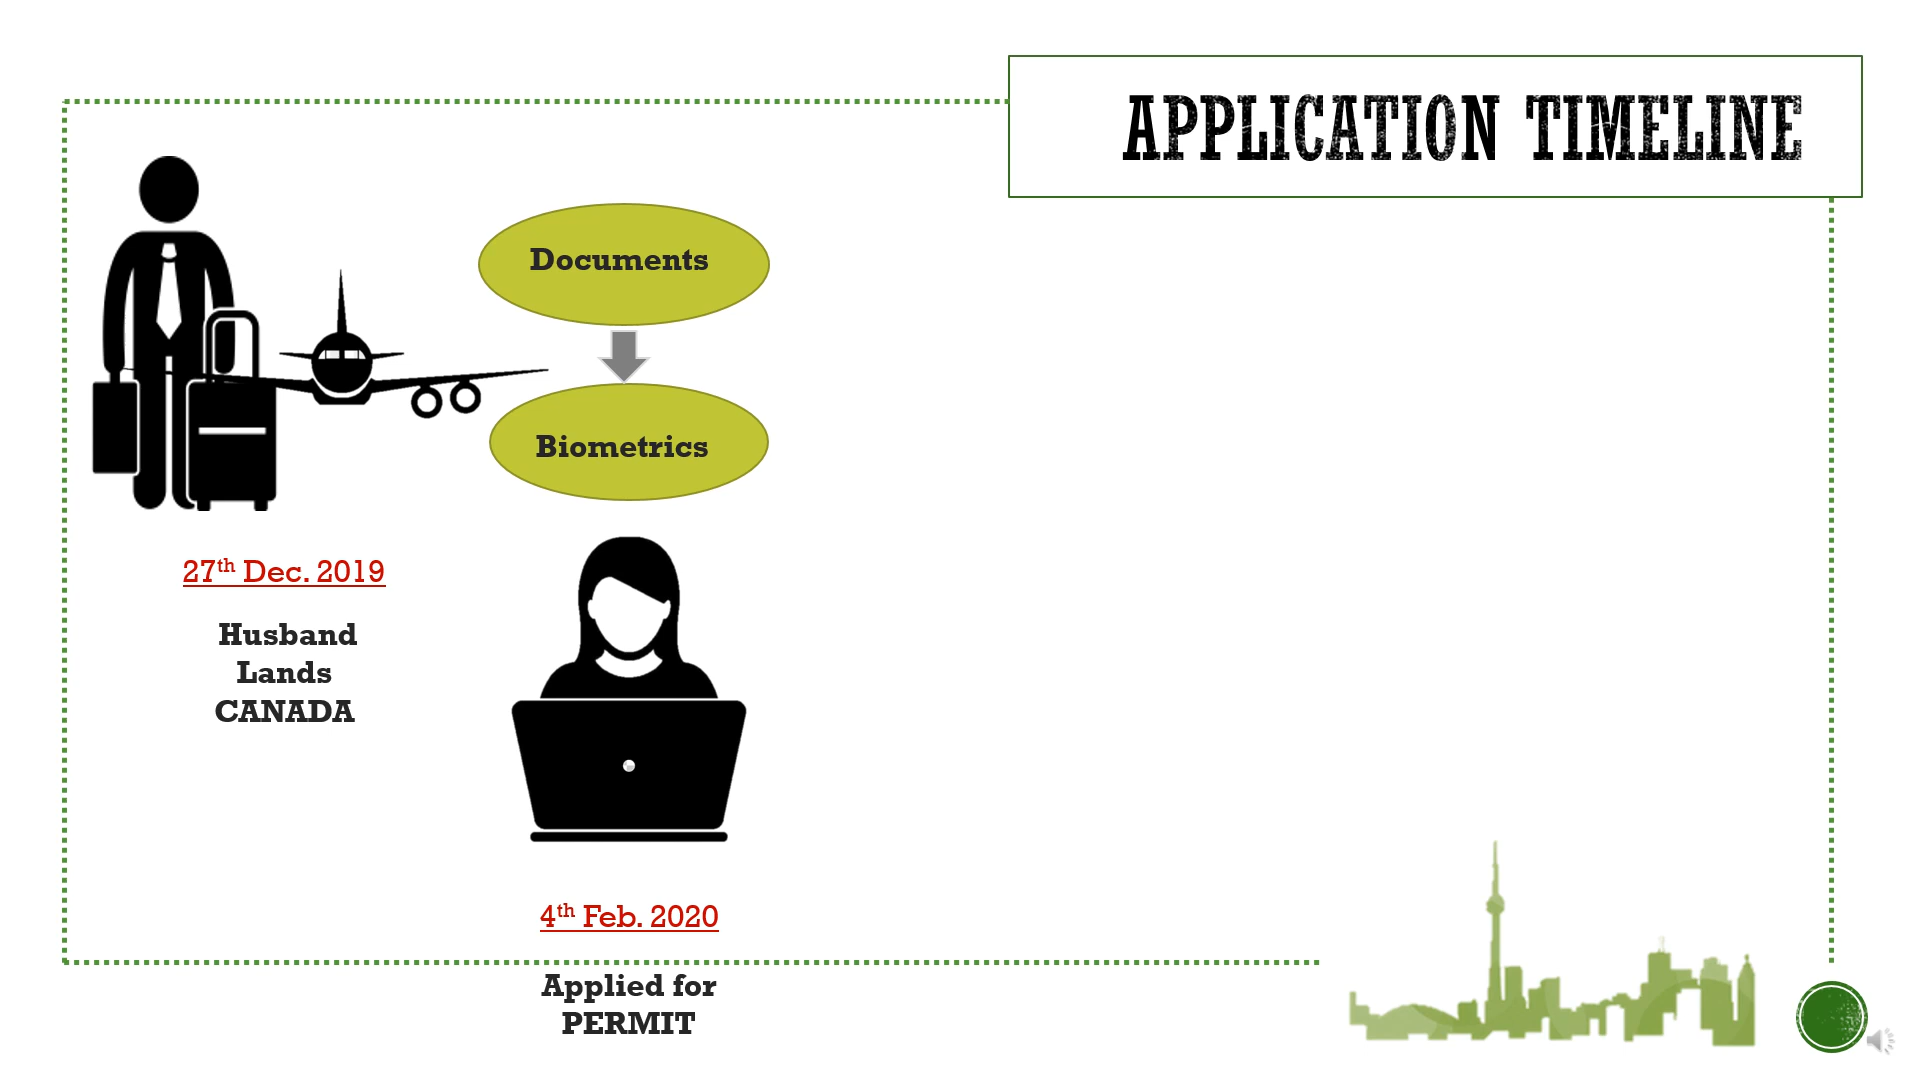 APPLICATION TIMELINE
Documents
Biometrics
27th Dec. 2019
Husband
Lands
CANADA
4th Feb. 2020
Applied for
PERMIT